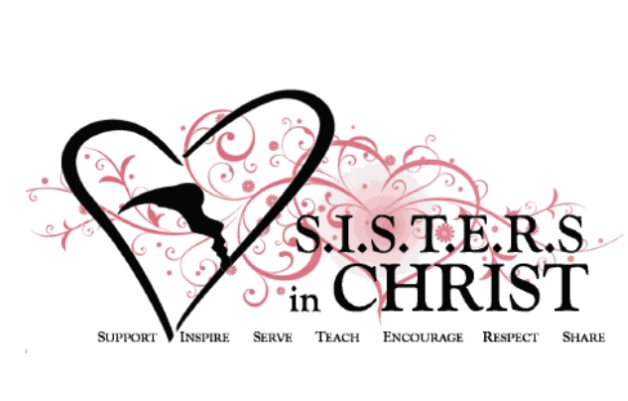 S.I.S.T.E.R.S
in CHRIST
SUPPORT INSPIRE SERVE TEACH ENCOURAGE RESPECT SHARE